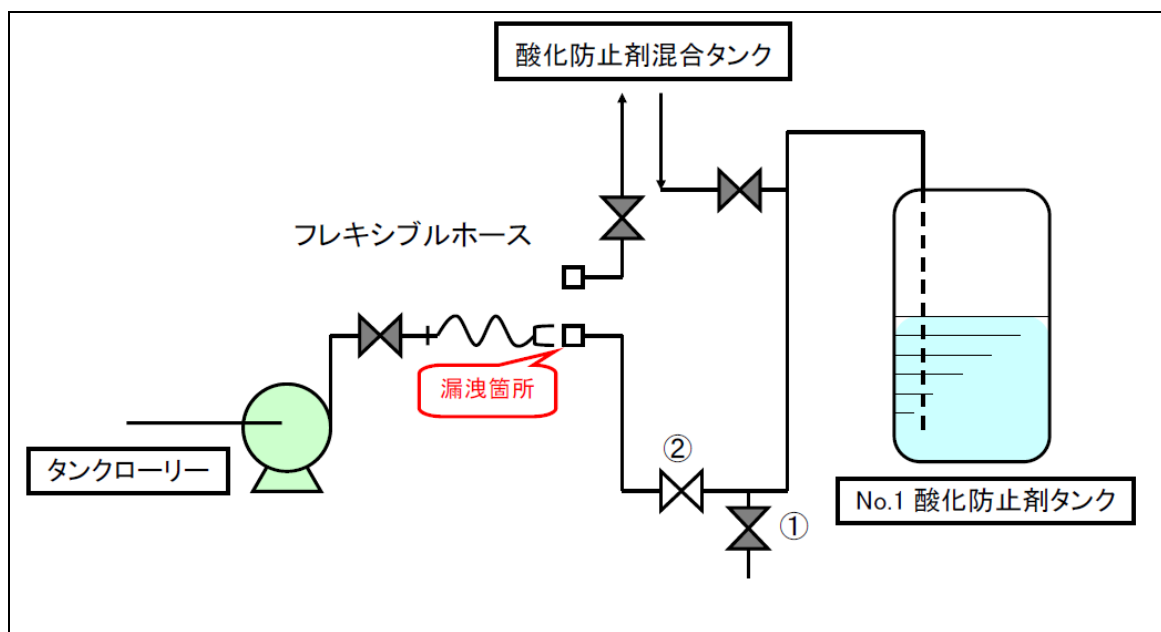 酸化防止剤混合タンク
フレキシブルホース
漏洩箇所
タンクローリー
②
①
No.1 酸化防止剤タンク